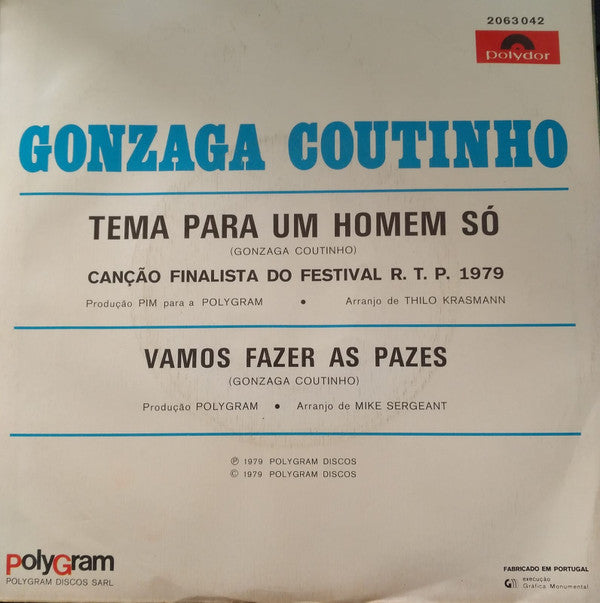 2063 042
polydor
GONZAGA COUTINHO
TEMA PARA UM HOMEM SÓ
(GONZAGA COUTINHO)
CANÇÃO FINALISTA DO FESTIVAL R. T. P. 1979
Produção PIM para a POLYGRAM • Arranjo de THILO KRASMANN
VAMOS FAZER AS PAZES
(GONZAGA COUTINHO)
Produção POLYGRAM • Arranjo de MIKE SERGEANT
℗ 1979 POLYGRAM DISCOS
© 1979 POLYGRAM DISCOS
PolyGram
POLYGRAM DISCOS SARL
FABRICADO EM PORTUGAL
execução
Gráfica Monumental